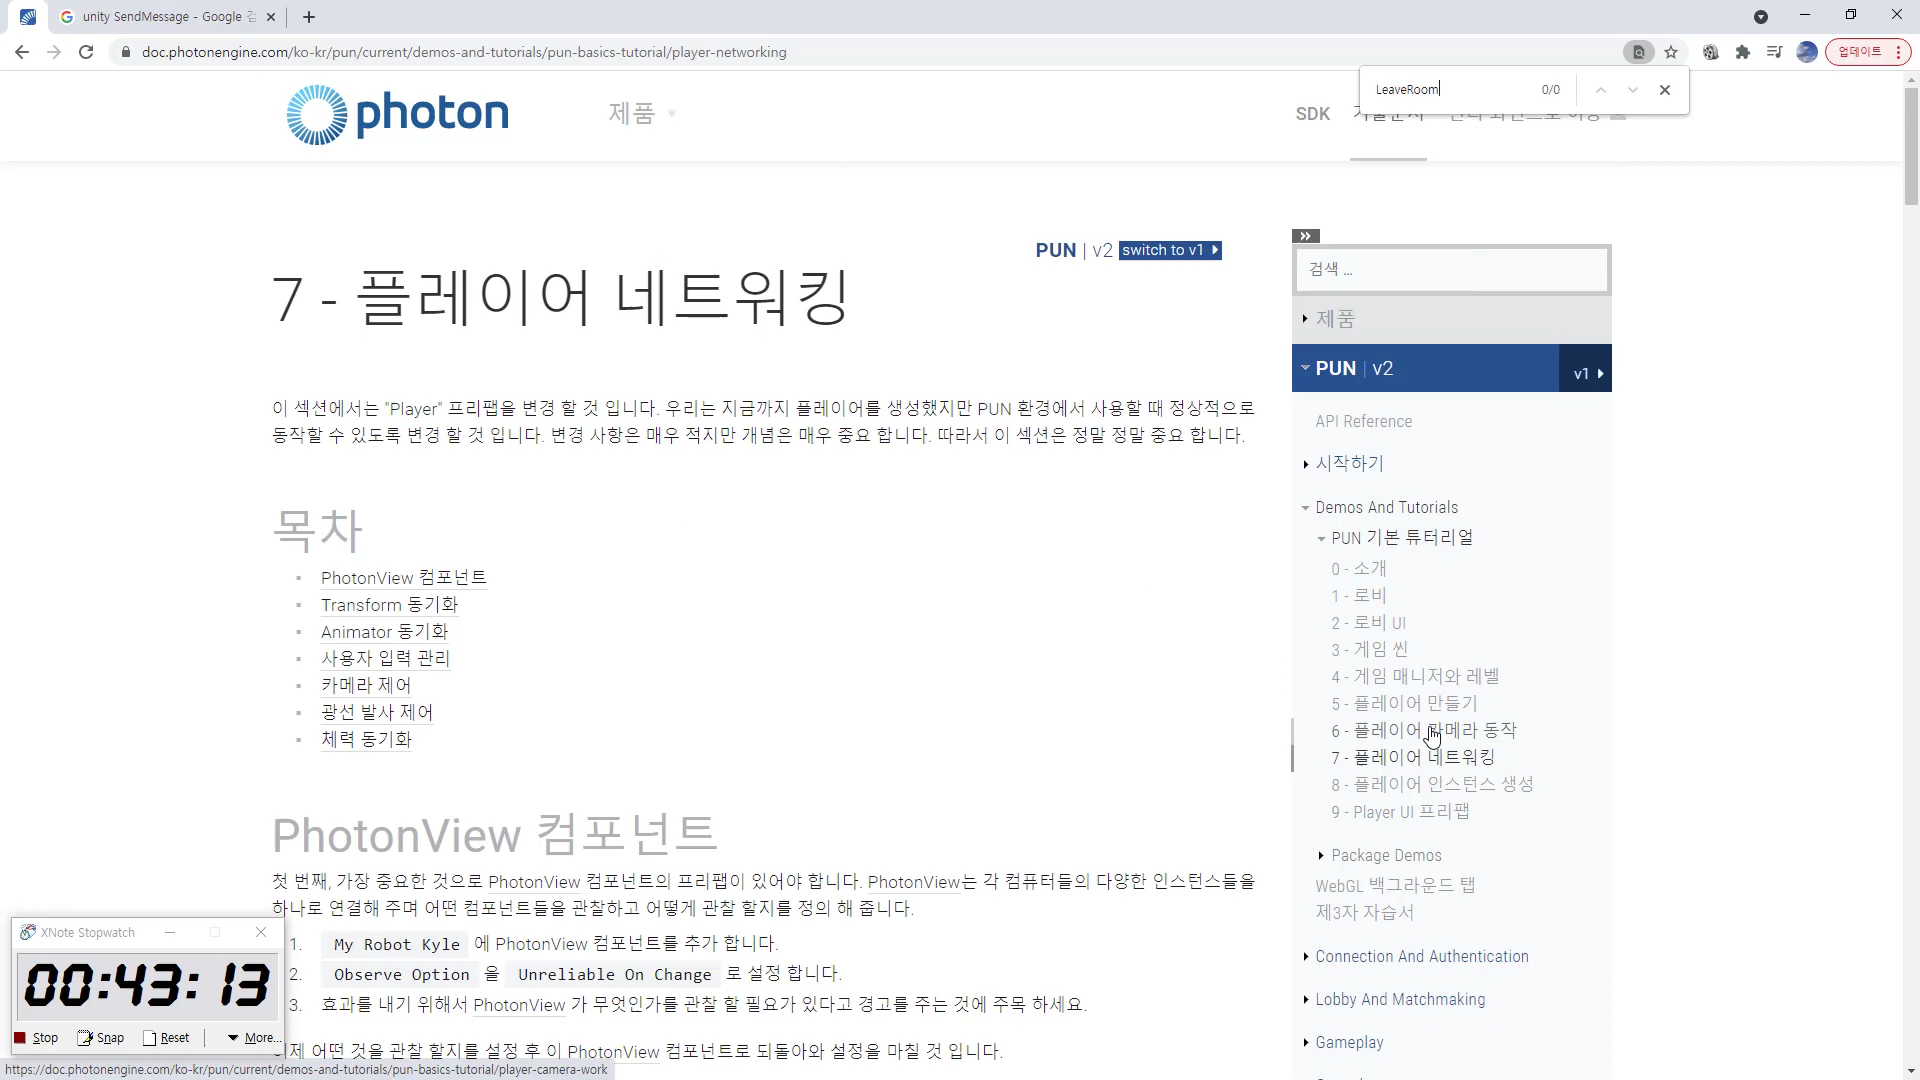 unity SendMessage - Google 검
doc.photonengine.com/ko-kr/pun/current/demos-and-tutorials/pun-basics-tutorial/player-networking
업데이트
LeaveRoom
0/0
photon
제품
SDK
PUN | v2 switch to v1
7 - 플레이어 네트워킹
이 섹션에서는 "Player" 프리팹을 변경 할 것 입니다. 우리는 지금까지 플레이어를 생성했지만 PUN 환경에서 사용할 때 정상적으로
동작할 수 있도록 변경 할 것 입니다. 변경 사항은 매우 적지만 개념은 매우 중요 합니다. 따라서 이 섹션은 정말 정말 중요 합니다.
목차
PhotonView 컴포넌트
Transform 동기화
Animator 동기화
사용자 입력 관리
카메라 제어
광선 발사 제어
체력 동기화
PhotonView 컴포넌트
첫 번째, 가장 중요한 것으로 PhotonView 컴포넌트의 프리팹이 있어야 합니다. PhotonView는 각 컴퓨터들의 다양한 인스턴스들을
하나로 연결해 주며 어떤 컴포넌트들을 관찰하고 어떻게 관찰 할지를 정의 해 줍니다.
1. My Robot Kyle 에 PhotonView 컴포넌트를 추가 합니다.
2. Observe Option 을 Unreliable On Change 로 설정 합니다.
3. 효과를 내기 위해서 PhotonView 가 무엇인가를 관찰 할 필요가 있다고 경고를 주는 것에 주목 하세요.
어떤 것을 관찰 할지를 설정 후 이 PhotonView 컴포넌트로 되돌아와 설정을 마칠 것 입니다.
검색 ...
제품
PUN | v2
v1
API Reference
시작하기
Demos And Tutorials
PUN 기본 튜터리얼
0 - 소개
1 - 로비
2 - 로비 UI
3 - 게임 씬
4 - 게임 매니저와 레벨
5 - 플레이어 만들기
6 - 플레이어 카메라 동작
7 - 플레이어 네트워킹
8 - 플레이어 인스턴스 생성
9 - Player UI 프리팹
Package Demos
WebGL 백그라운드 탭
제3자 자습서
Connection And Authentication
Lobby And Matchmaking
Gameplay
XNote Stopwatch
00:43:13
Stop
Snap
Reset
More...
https://doc.photonengine.com/ko-kr/pun/current/demos-and-tutorials/pun-basics-tutorial/player-camera-work